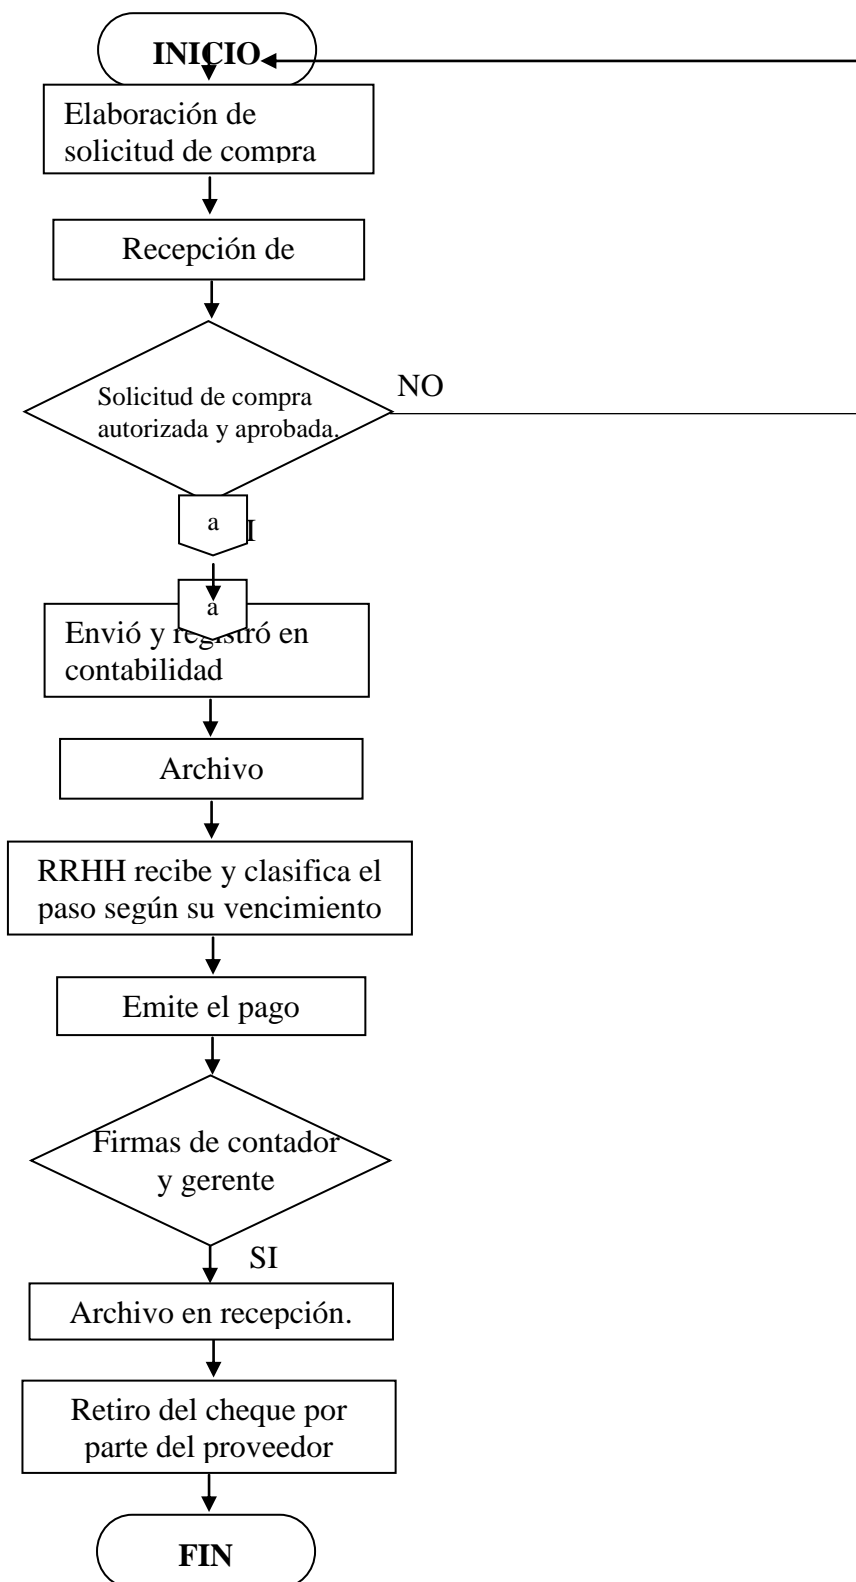 INICIO
Elaboración de
solicitud de compra
Recepción de
Solicitud de compra
autorizada y aprobada.
NO
a
I
a
Envió y registró en
contabilidad
Archivo
RRHH recibe y clasifica el
paso según su vencimiento
Emite el pago
Firmas de contador
y gerente
SI
Archivo en recepción.
Retiro del cheque por
parte del proveedor
FIN